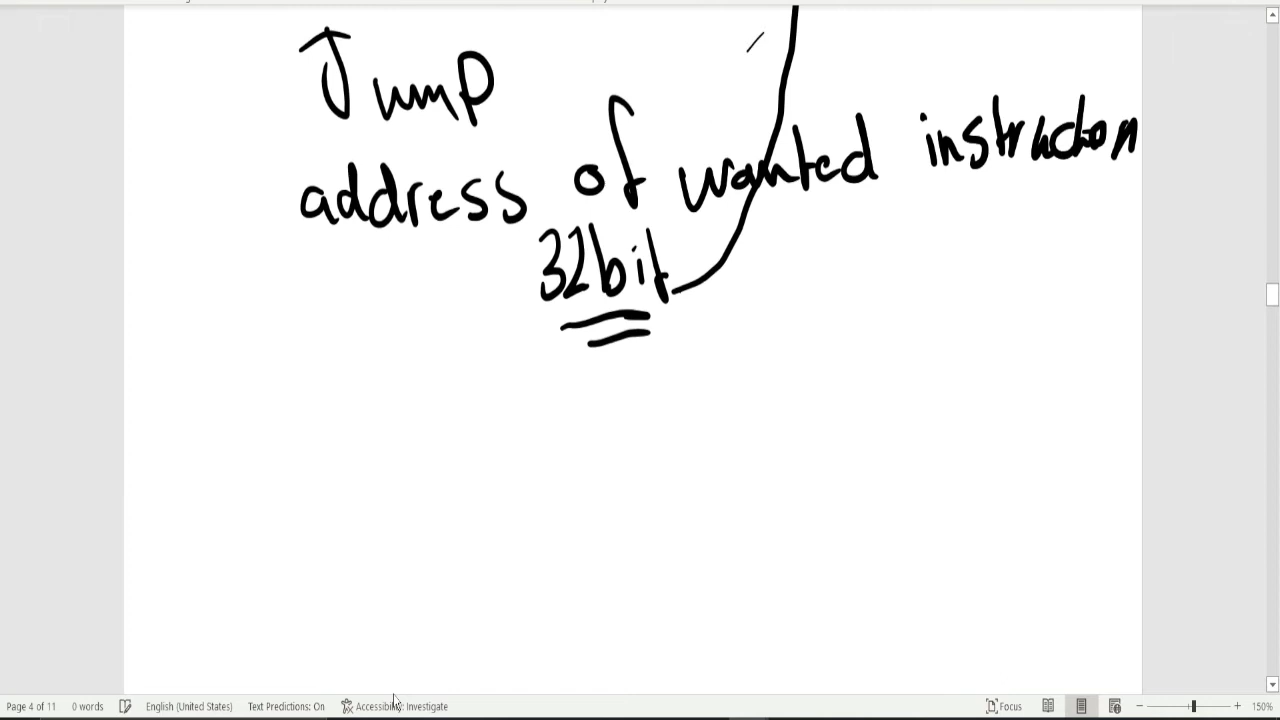 Jump
address of wanted instruction
32bit
Page 4 of 11 0 words English (United States) Text Predictions: On Accessibility: Investigate Focus 150%